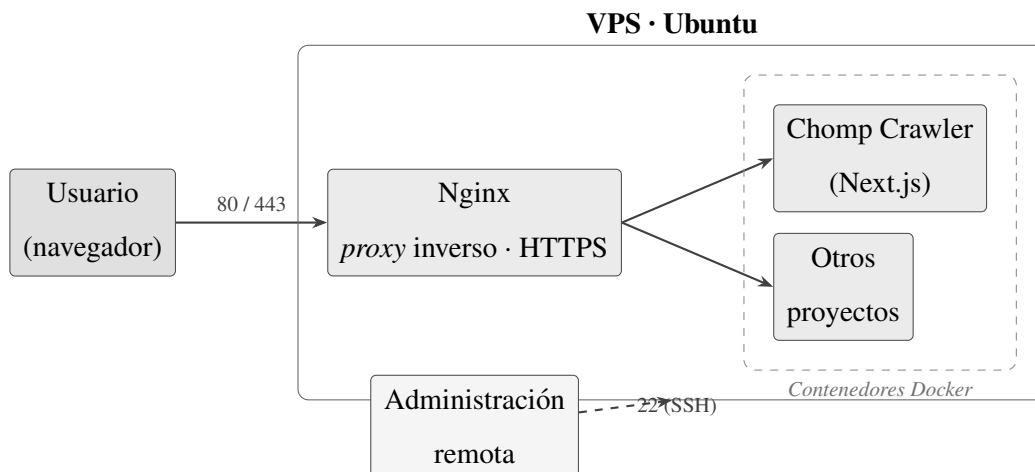 VPS · Ubuntu
Usuario
(navegador)
80 / 443
Nginx
proxy inverso · HTTPS
Chomp Crawler
(Next.js)
Otros
proyectos
Contenedores Docker
Administración
remota
22 (SSH)